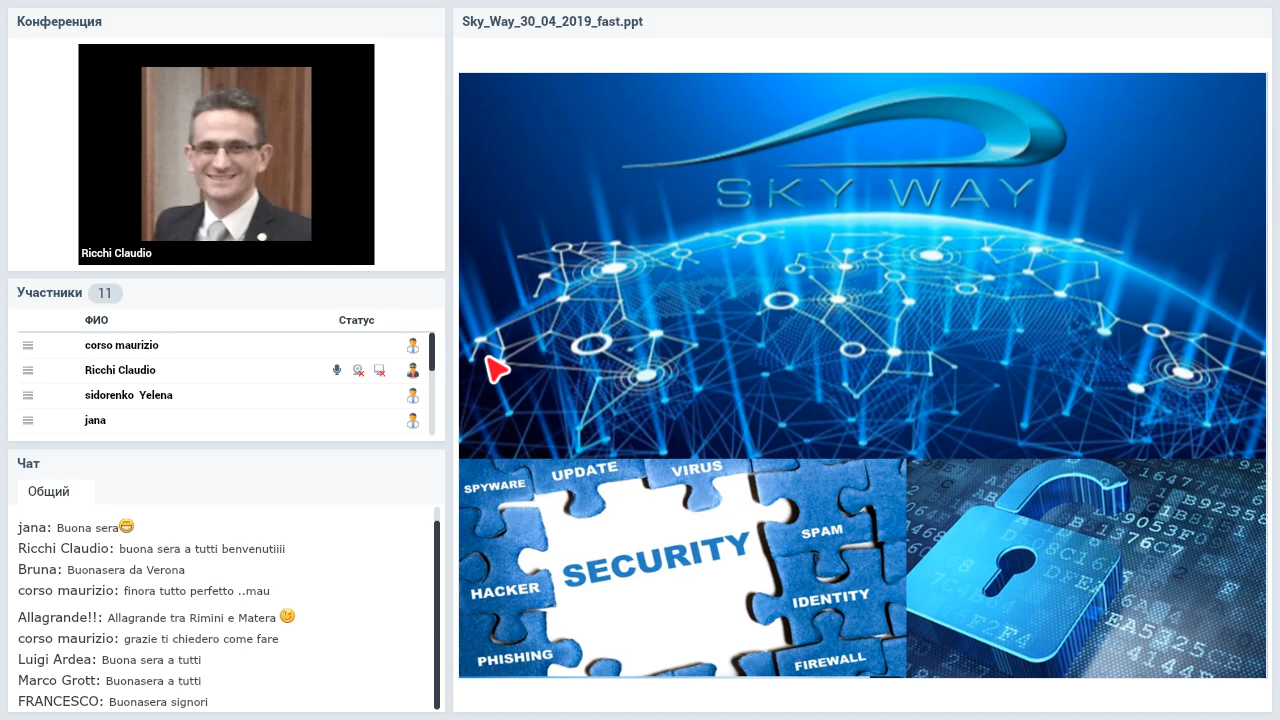 Конференция
Ricchi Claudio
Участники 11
ФИО Статус
corso maurizio
Ricchi Claudio
sidorenko Yelena
jana
Чат
Общий
jana: Buona sera
Ricchi Claudio: buona sera a tutti benvenutiiii
Bruna: Buonasera da Verona
corso maurizio: finora tutto perfetto ..mau
Allagrande!!: Allagrande tra Rimini e Matera
corso maurizio: grazie ti chiedero come fare
Luigi Ardea: Buona sera a tutti
Marco Grott: Buonasera a tutti
FRANCESCO: Buonasera signori
Sky_Way_30_04_2019_fast.ppt
SKY WAY
SPYWARE
UPDATE
VIRUS
SPAM
SECURITY
HACKER
IDENTITY
PHISHING
FIREWALL